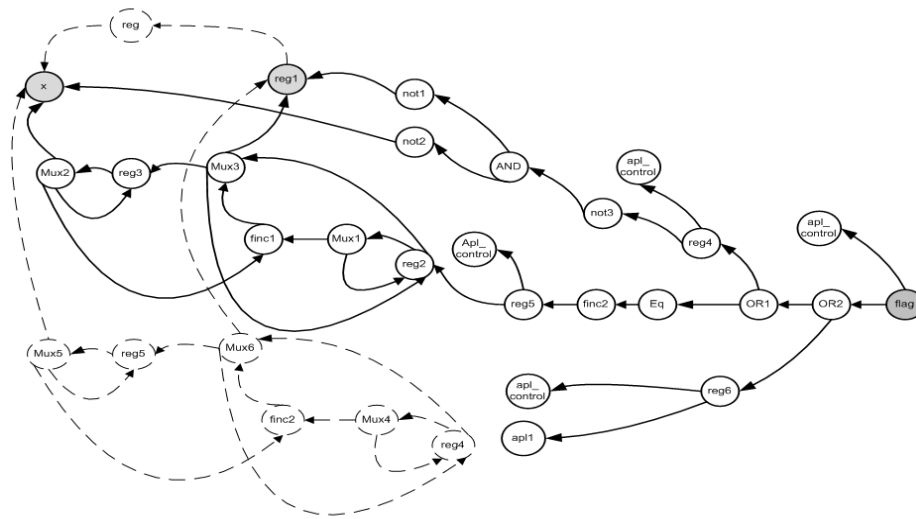 reg
x
reg1
not1
not2
AND
apl_
control
Mux2
reg3
Mux3
not3
reg4
apl_
control
finc1
Mux1
reg2
Apl_
control
reg5
finc2
Eq
OR1
OR2
flag
Mux5
reg5
Mux6
apl_
control
reg6
finc2
Mux4
reg4
apl1